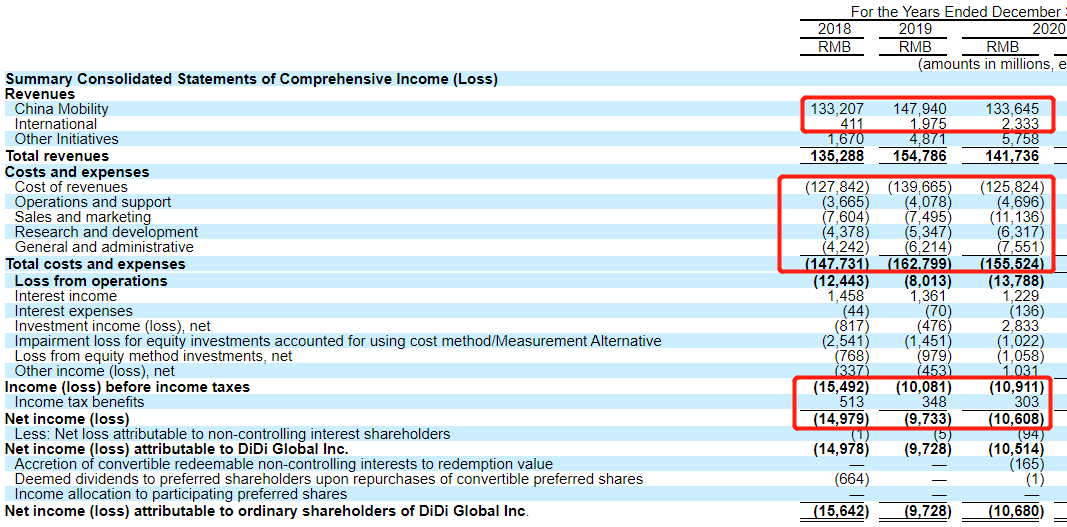 For the Years Ended December
2018 2019 2020
RMB RMB RMB
(amounts in millions, e
Summary Consolidated Statements of Comprehensive Income (Loss)
Revenues
China Mobility 133,207 147,940 133,645
International 411 1,975 2,333
Other Initiatives 1,670 4,871 5,758
Total revenues 135,288 154,786 141,736
Costs and expenses
Cost of revenues (127,842) (139,665) (125,824)
Operations and support (3,665) (4,078) (4,696)
Sales and marketing (7,604) (7,495) (11,136)
Research and development (4,378) (5,347) (6,317)
General and administrative (4,242) (6,214) (7,551)
Total costs and expenses (147,731) (162,799) (155,524)
Loss from operations (12,443) (8,013) (13,788)
Interest income 1,458 1,361 1,229
Interest expenses (44) (70) (136)
Investment income (loss), net (817) (476) 2,833
Impairment loss for equity investments accounted for using cost method/Measurement Alternative (2,541) (1,451) (1,022)
Loss from equity method investments, net (768) (979) (1,058)
Other income (loss), net (337) (453) 1,031
Income (loss) before income taxes (15,492) (10,081) (10,911)
Income tax benefits 513 348 303
Net income (loss) (14,979) (9,733) (10,608)
Less: Net loss attributable to non-controlling interest shareholders (1) (5) (94)
Net income (loss) attributable to DiDi Global Inc. (14,978) (9,728) (10,514)
Accretion of convertible redeemable non-controlling interests to redemption value — — (165)
Deemed dividends to preferred shareholders upon repurchases of convertible preferred shares (664) — (1)
Income allocation to participating preferred shares — — —
Net income (loss) attributable to ordinary shareholders of DiDi Global Inc. (15,642) (9,728) (10,680)